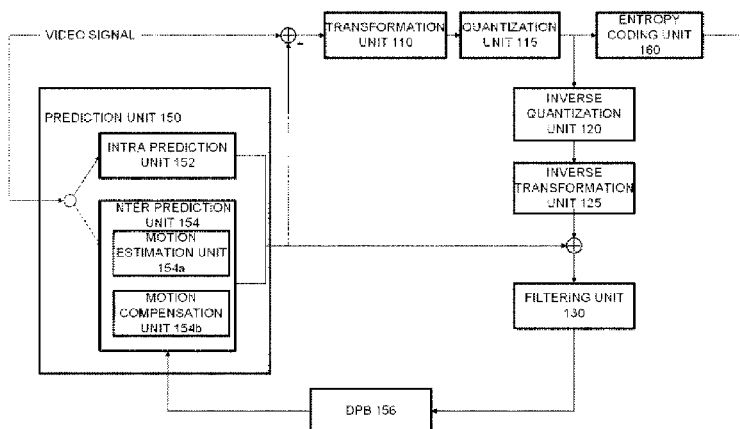 VIDEO SIGNAL
TRANSFORMATION
UNIT 110
QUANTIZATION
UNIT 115
ENTROPY
CODING UNIT
160
PREDICTION UNIT 150
INTRA PREDICTION
UNIT 152
NTER PREDICTION
UNIT 154
MOTION
ESTIMATION UNIT
154a
MOTION
COMPENSATION
UNIT 154b
INVERSE
QUANTIZATION
UNIT 120
INVERSE
TRANSFORMATION
UNIT 125
-
FILTERING UNIT
130
DPB 156